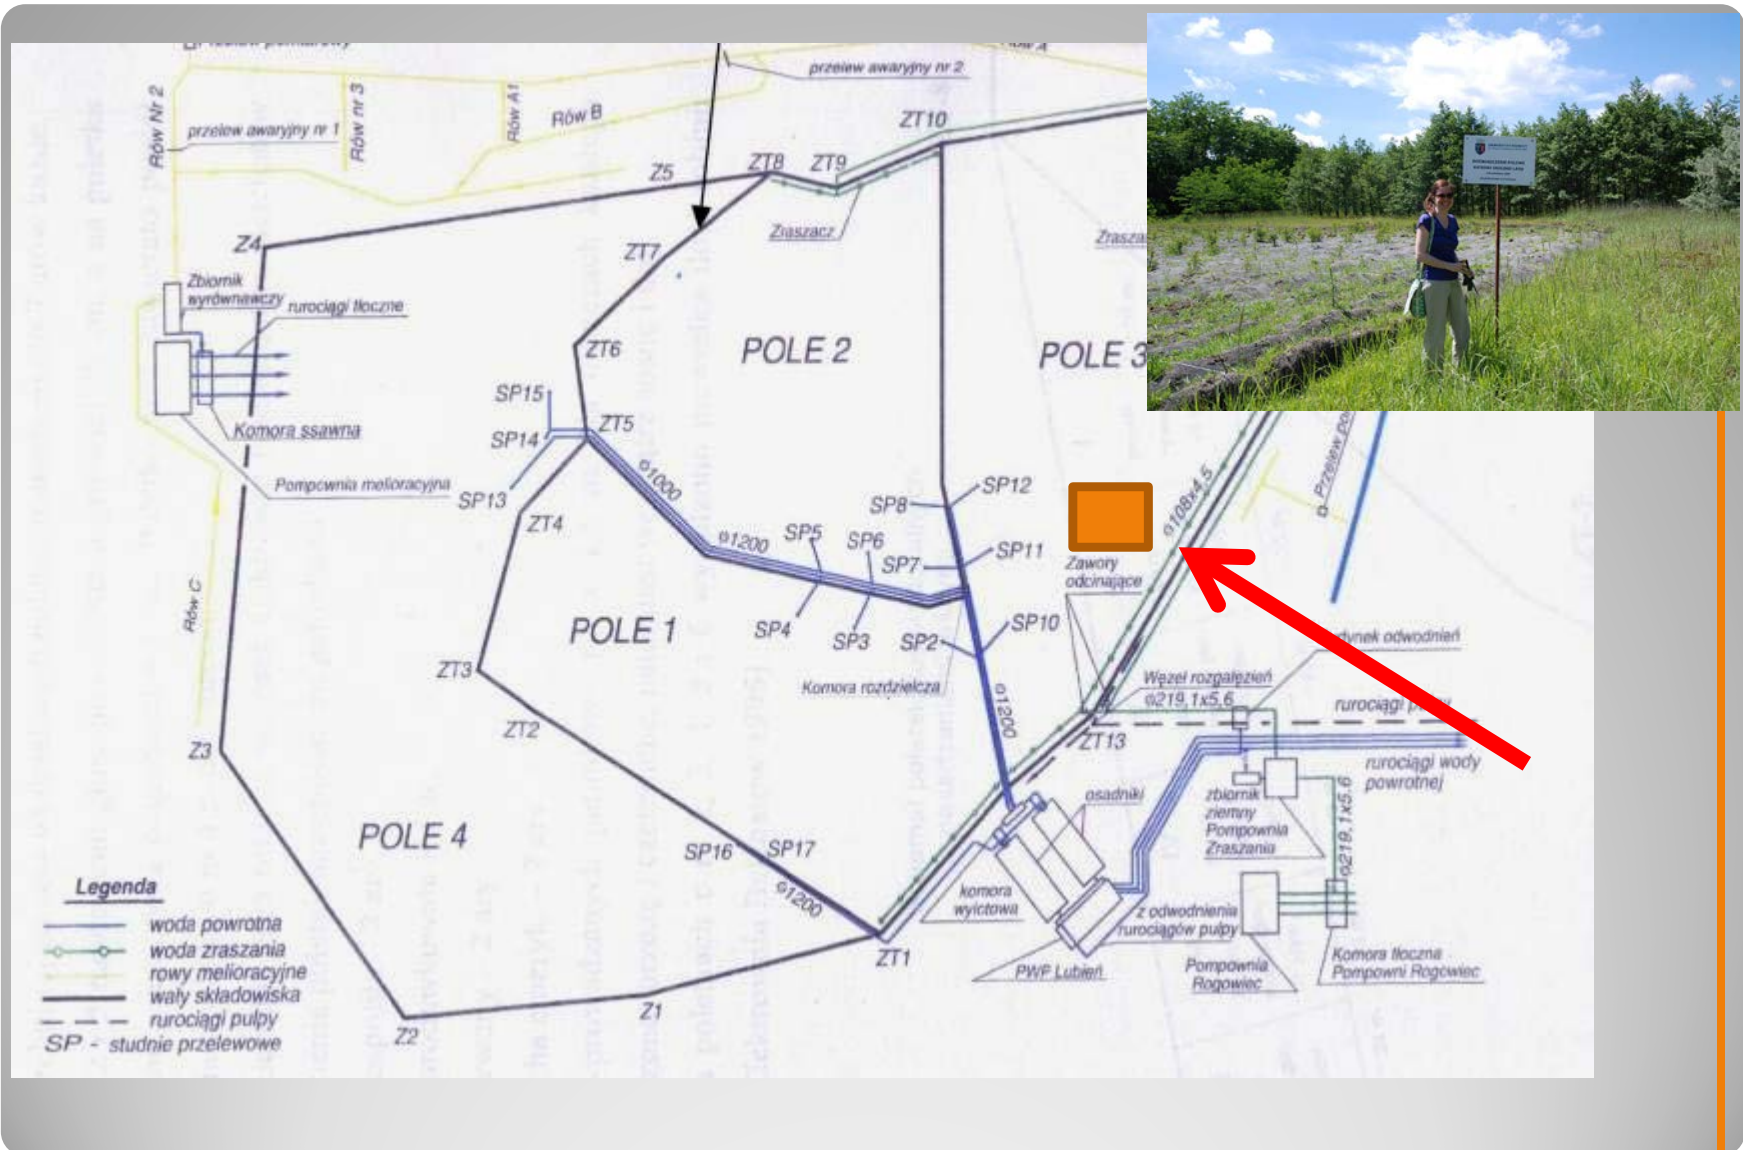 przelew awaryjny nr 2
Rów Nr 2
Rów nr 3
Rów A1
Rów B
przelew awaryjny nr 1
ZT10
Z5
ZT8
ZT9
Z4
ZT7
Zraszacz
Zbiornik
wyrównawczy
rurociągi tłoczne
ZT6
POLE 2
POLE 3
SP15
ZT5
SP14
Komora ssawna
Pompownia melioracyjna
SP13
ZT4
ø1000
ø1200
SP5
SP6
SP7
SP8
SP12
SP11
ø108x4,5
Zawory
odcinające
Rów C
POLE 1
SP4
SP3
SP2
SP10
ZT3
Komora rozdzielcza
ø1200
Węzeł rozgałęzień
ø219,1x5,6
rurociągi
ZT2
Z3
ZT13
rurociągi wody
powrotnej
osadniki
zbiornik
ziemny
Pompownia
Zraszania
ø219,1x5.6
POLE 4
SP16
SP17
ø1200
komora
wylotowa
z odwodnienia
rurociągów pulpy
ZT1
PWP Lubień
Pompownia
Rogowiec
Komora tłoczna
Pompowni Rogowiec
Z1
Z2
Legenda
woda powrotna
woda zraszania
rowy melioracyjne
wały składowiska
rurociągi pulpy
SP - studnie przelewowe